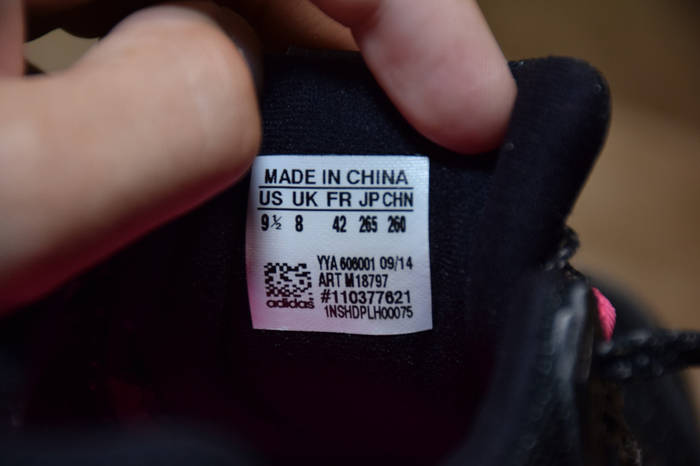 MADE IN CHINA
US UK FR JP CHN
9½ 8 42 265 260
YYA 606001 09/14
ART M18797
#110377621
adidas
1NSHDPLH00075